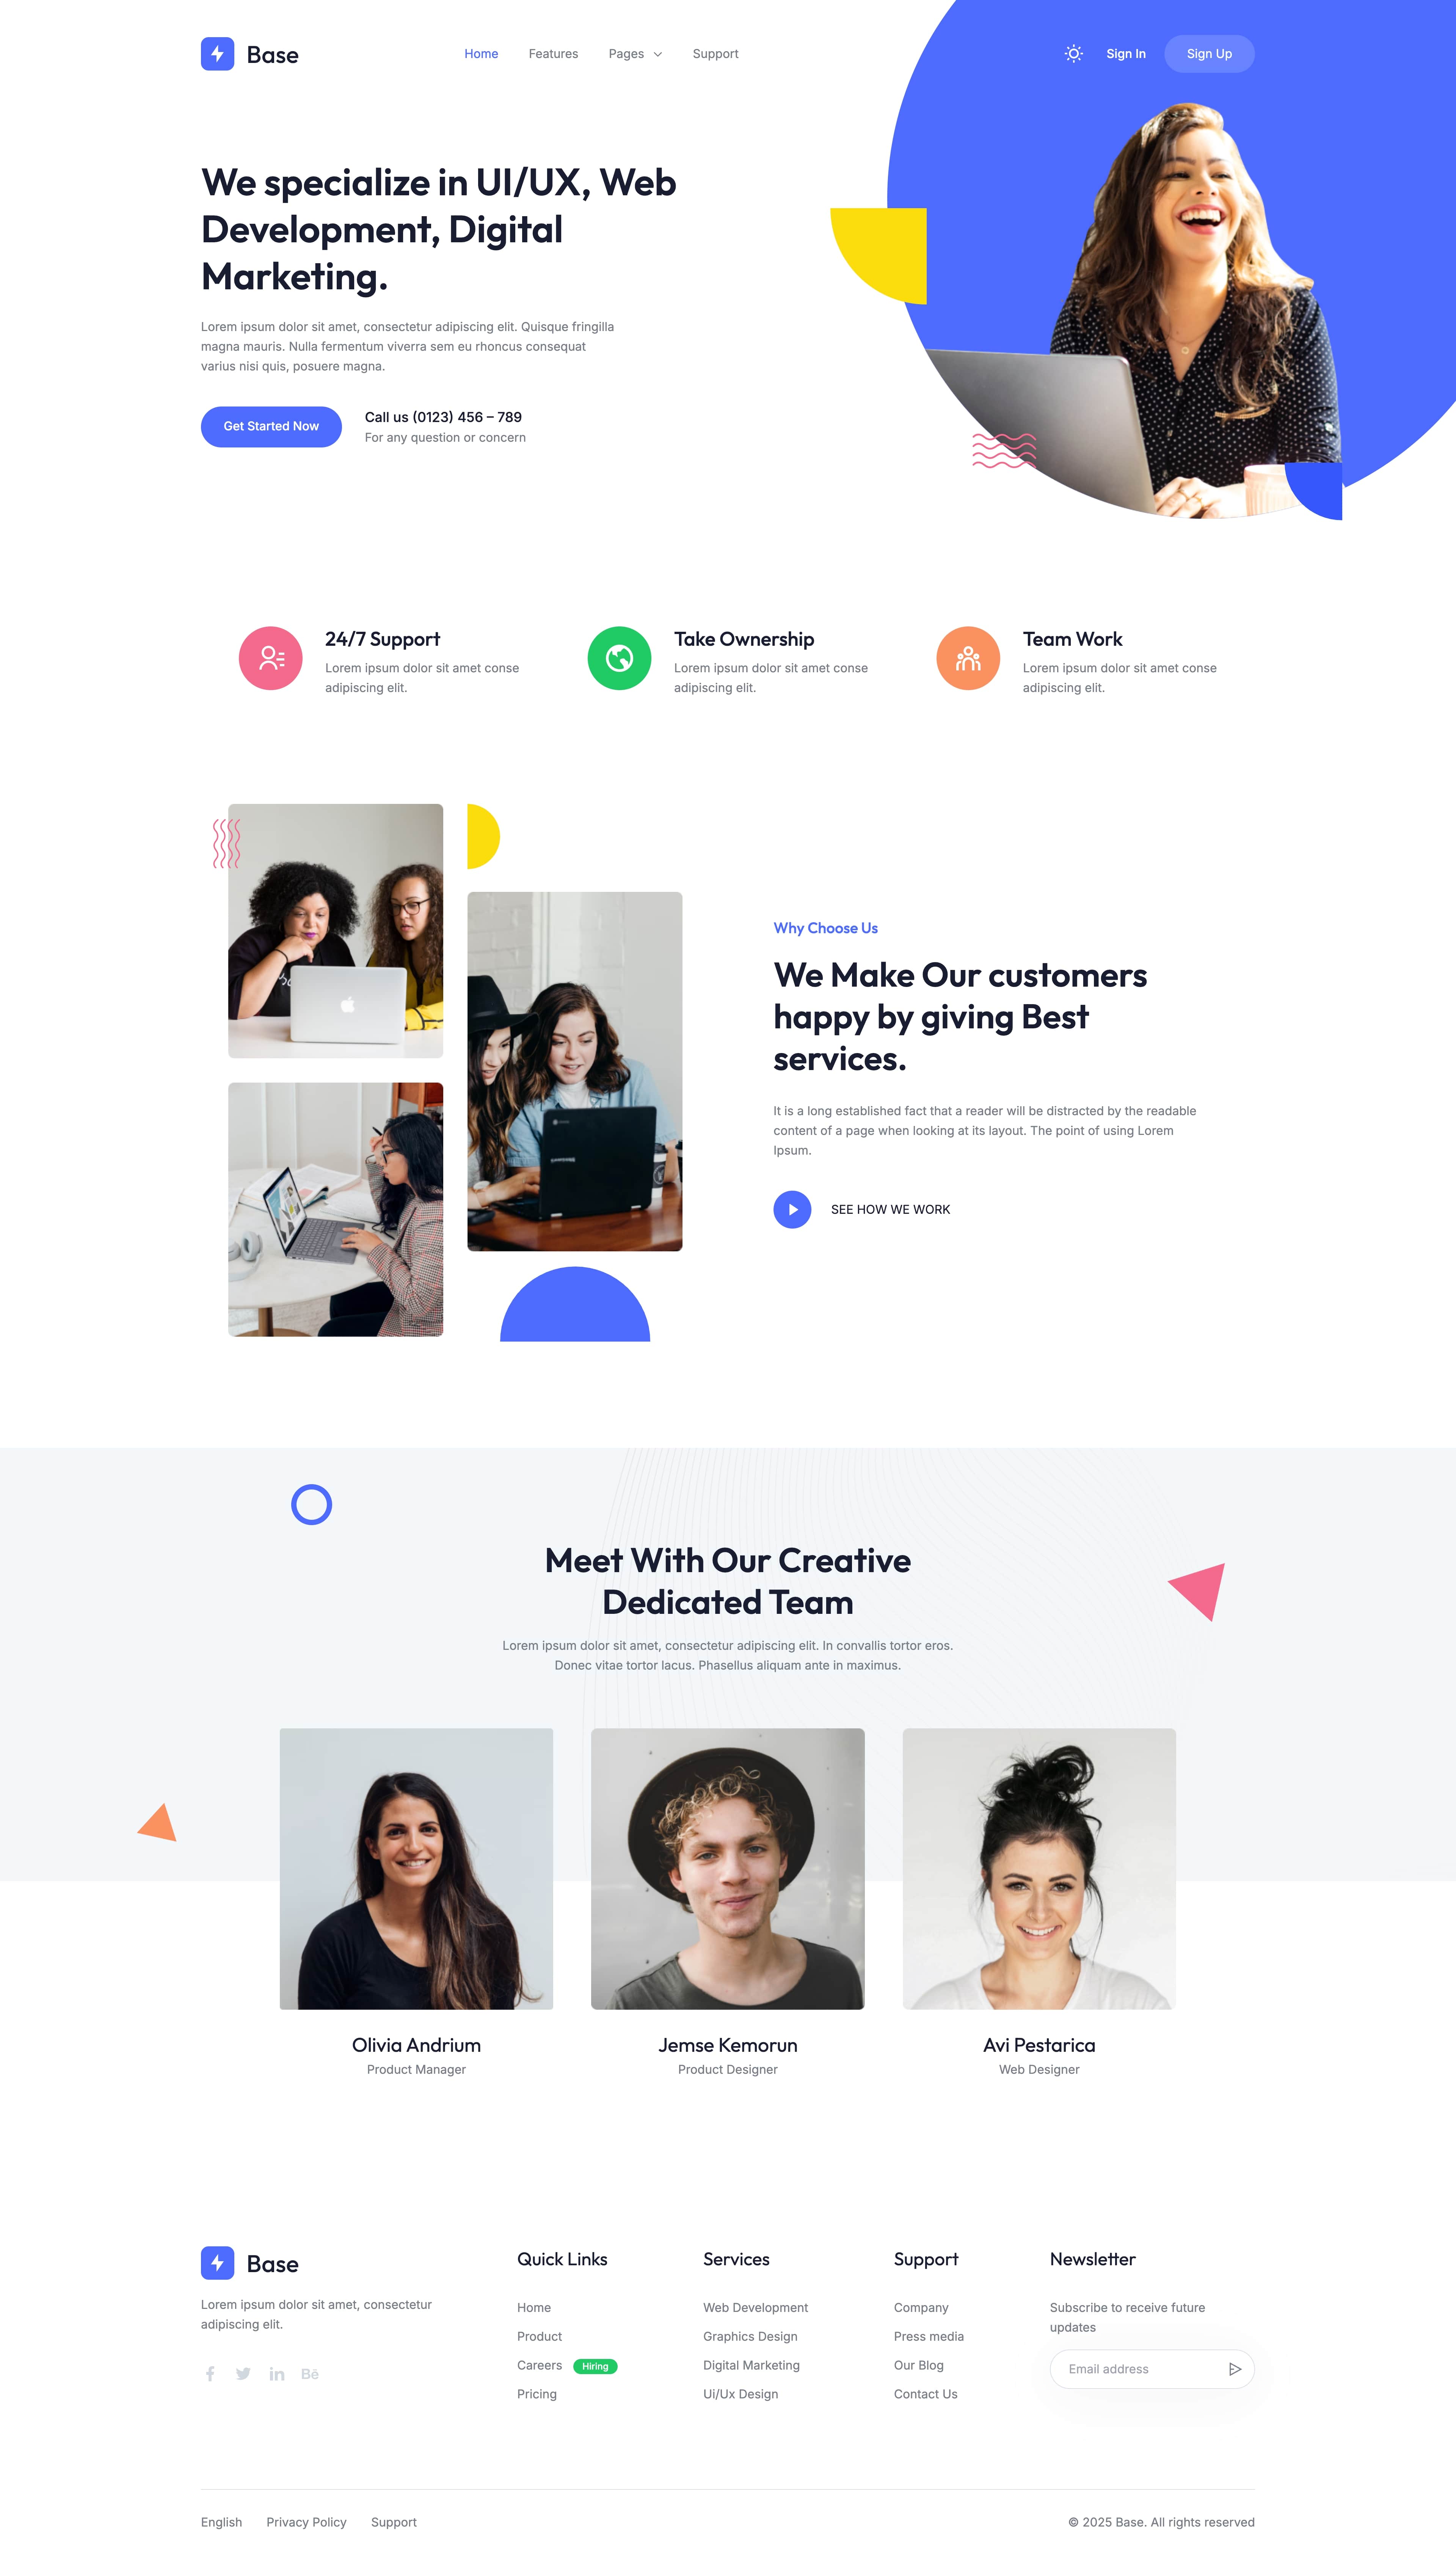 Base
Home
Features
Pages
Support
Sign In
Sign Up
We specialize in UI/UX, Web
Development, Digital
Marketing.
Lorem ipsum dolor sit amet, consectetur adipiscing elit. Quisque fringilla
magna mauris. Nulla fermentum viverra sem eu rhoncus consequat
varius nisi quis, posuere magna.
Get Started Now
Call us (0123) 456 – 789
For any question or concern
24/7 Support
Lorem ipsum dolor sit amet conse
adipiscing elit.
Take Ownership
Lorem ipsum dolor sit amet conse
adipiscing elit.
Team Work
Lorem ipsum dolor sit amet conse
adipiscing elit.
Why Choose Us
We Make Our customers
happy by giving Best
services.
It is a long established fact that a reader will be distracted by the readable
content of a page when looking at its layout. The point of using Lorem
Ipsum.
SEE HOW WE WORK
Meet With Our Creative
Dedicated Team
Lorem ipsum dolor sit amet, consectetur adipiscing elit. In convallis tortor eros.
Donec vitae tortor lacus. Phasellus aliquam ante in maximus.
Olivia Andrium
Product Manager
Jemse Kemorun
Product Designer
Avi Pestarica
Web Designer
Base
Lorem ipsum dolor sit amet, consectetur
adipiscing elit.
Quick Links
Home
Product
Careers Hiring
Pricing
Services
Web Development
Graphics Design
Digital Marketing
Ui/Ux Design
Support
Company
Press media
Our Blog
Contact Us
Newsletter
Subscribe to receive future
updates
Email address
English
Privacy Policy
Support
© 2025 Base. All rights reserved